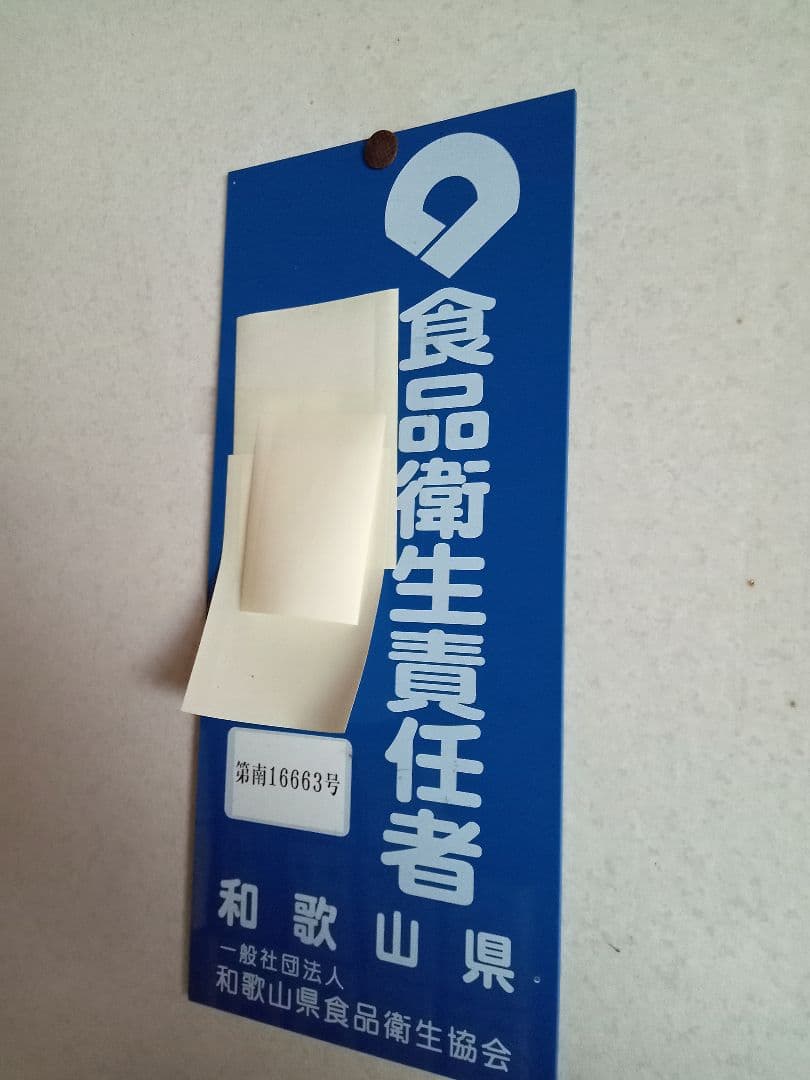 食品衛生責任者
第南16663号
和歌山県
一般社団法人
和歌山県食品衛生協会